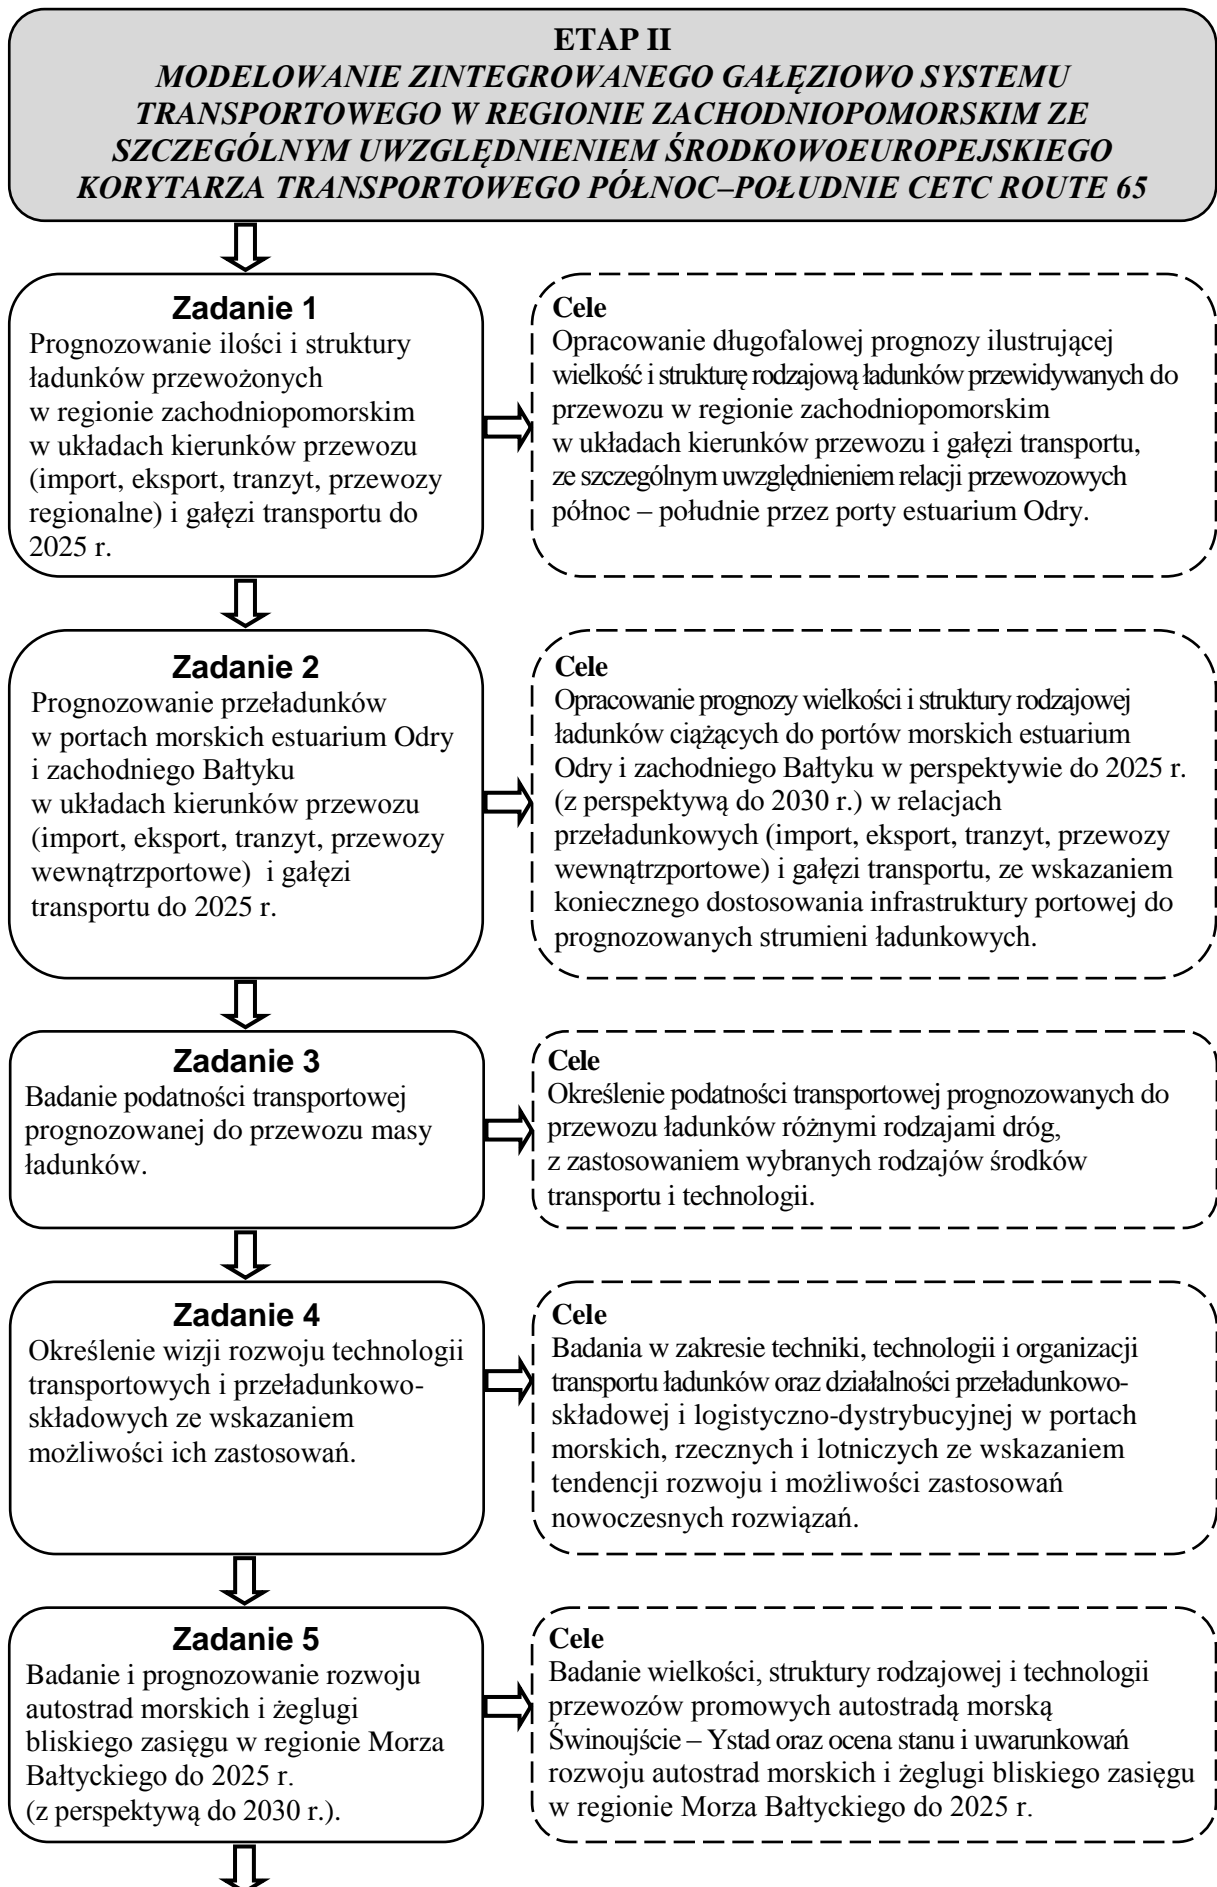 ETAP II
MODELOWANIE ZINTEGROWANEGO GAŁĘZIOWO SYSTEMU
TRANSPORTOWEGO W REGIONIE ZACHODNIOPOMORSKIM ZE
SZCZEGÓLNYM UWZGLĘDNIENIEM ŚRODKOWOEUROPEJSKIEGO
KORYTARZA TRANSPORTOWEGO PÓŁNOC–POŁUDNIE CETC ROUTE 65
Zadanie 1
Prognozowanie ilości i struktury
ładunków przewożonych
w regionie zachodniopomorskim
w układach kierunków przewozu
(import, eksport, tranzyt, przewozy
regionalne) i gałęzi transportu do
2025 r.
Cele
Opracowanie długofalowej prognozy ilustrującej
wielkość i strukturę rodzajową ładunków przewidywanych do
przewozu w regionie zachodniopomorskim
w układach kierunków przewozu i gałęzi transportu,
ze szczególnym uwzględnieniem relacji przewozowych
północ – południe przez porty estuarium Odry.
Zadanie 2
Prognozowanie przeładunków
w portach morskich estuarium Odry
i zachodniego Bałtyku
w układach kierunków przewozu
(import, eksport, tranzyt, przewozy
wewnątrzportowe) i gałęzi
transportu do 2025 r.
Cele
Opracowanie prognozy wielkości i struktury rodzajowej
ładunków ciążących do portów morskich estuarium
Odry i zachodniego Bałtyku w perspektywie do 2025 r.
(z perspektywą do 2030 r.) w relacjach
przeładunkowych (import, eksport, tranzyt, przewozy
wewnątrzportowe) i gałęzi transportu, ze wskazaniem
koniecznego dostosowania infrastruktury portowej do
prognozowanych strumieni ładunkowych.
Zadanie 3
Badanie podatności transportowej
prognozowanej do przewozu masy
ładunków.
Cele
Określenie podatności transportowej prognozowanych do
przewozu ładunków różnymi rodzajami dróg,
z zastosowaniem wybranych rodzajów środków
transportu i technologii.
Zadanie 4
Określenie wizji rozwoju technologii
transportowych i przeładunkowo-
składowych ze wskazaniem
możliwości ich zastosowań.
Cele
Badania w zakresie techniki, technologii i organizacji
transportu ładunków oraz działalności przeładunkowo-
składowej i logistyczno-dystrybucyjnej w portach
morskich, rzecznych i lotniczych ze wskazaniem
tendencji rozwoju i możliwości zastosowań
nowoczesnych rozwiązań.
Zadanie 5
Badanie i prognozowanie rozwoju
autostrad morskich i żeglugi
bliskiego zasięgu w regionie Morza
Bałtyckiego do 2025 r.
(z perspektywą do 2030 r.).
Cele
Badanie wielkości, struktury rodzajowej i technologii
przewozów promowych autostradą morską
Świnoujście – Ystad oraz ocena stanu i uwarunkowań
rozwoju autostrad morskich i żeglugi bliskiego zasięgu
w regionie Morza Bałtyckiego do 2025 r.